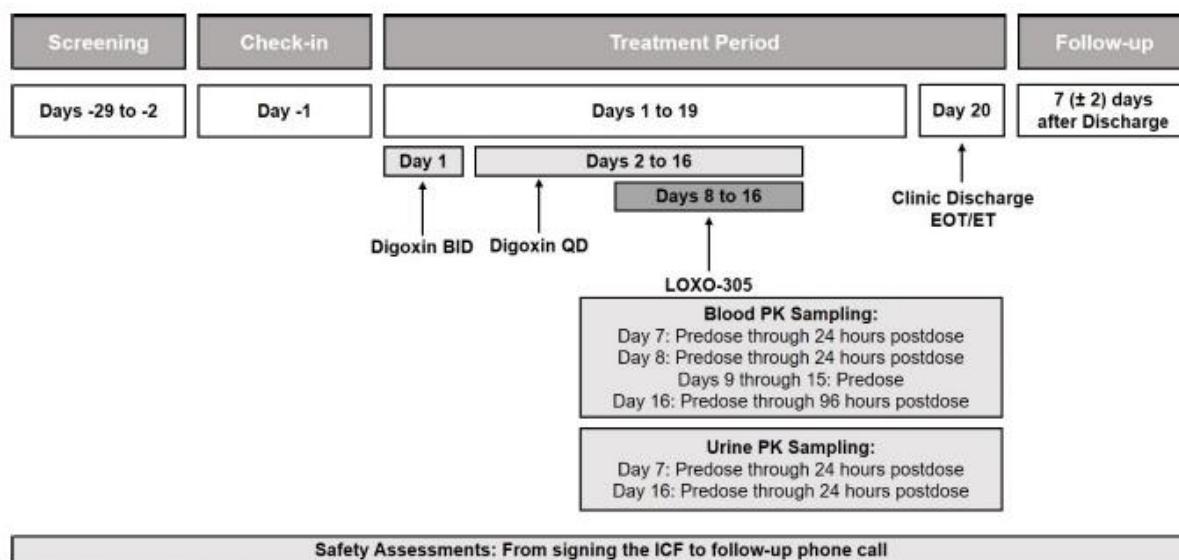 Screening
Check-in
Treatment Period
Follow-up
Days -29 to -2
Day -1
Days 1 to 19
Day 20
7 (± 2) days
after Discharge
Day 1
Days 2 to 16
Days 8 to 16
Digoxin BID
Digoxin QD
LOXO-305
Clinic Discharge
EOT/ET
Blood PK Sampling:
Day 7: Predose through 24 hours postdose
Day 8: Predose through 24 hours postdose
Days 9 through 15: Predose
Day 16: Predose through 96 hours postdose
Urine PK Sampling:
Day 7: Predose through 24 hours postdose
Day 16: Predose through 24 hours postdose
Safety Assessments: From signing the ICF to follow-up phone call